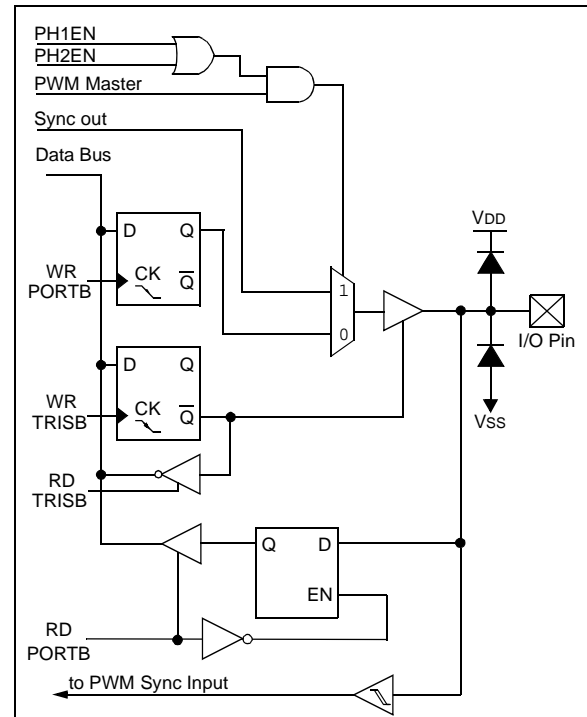 PH1EN
PH2EN
PWM Master
Sync out
Data Bus
D Q
CK Q
WR
PORTB
VDD
1
0
I/O Pin
VSS
D Q
CK Q
WR
TRISB
RD
TRISB
Q D
EN
RD
PORTB
to PWM Sync Input